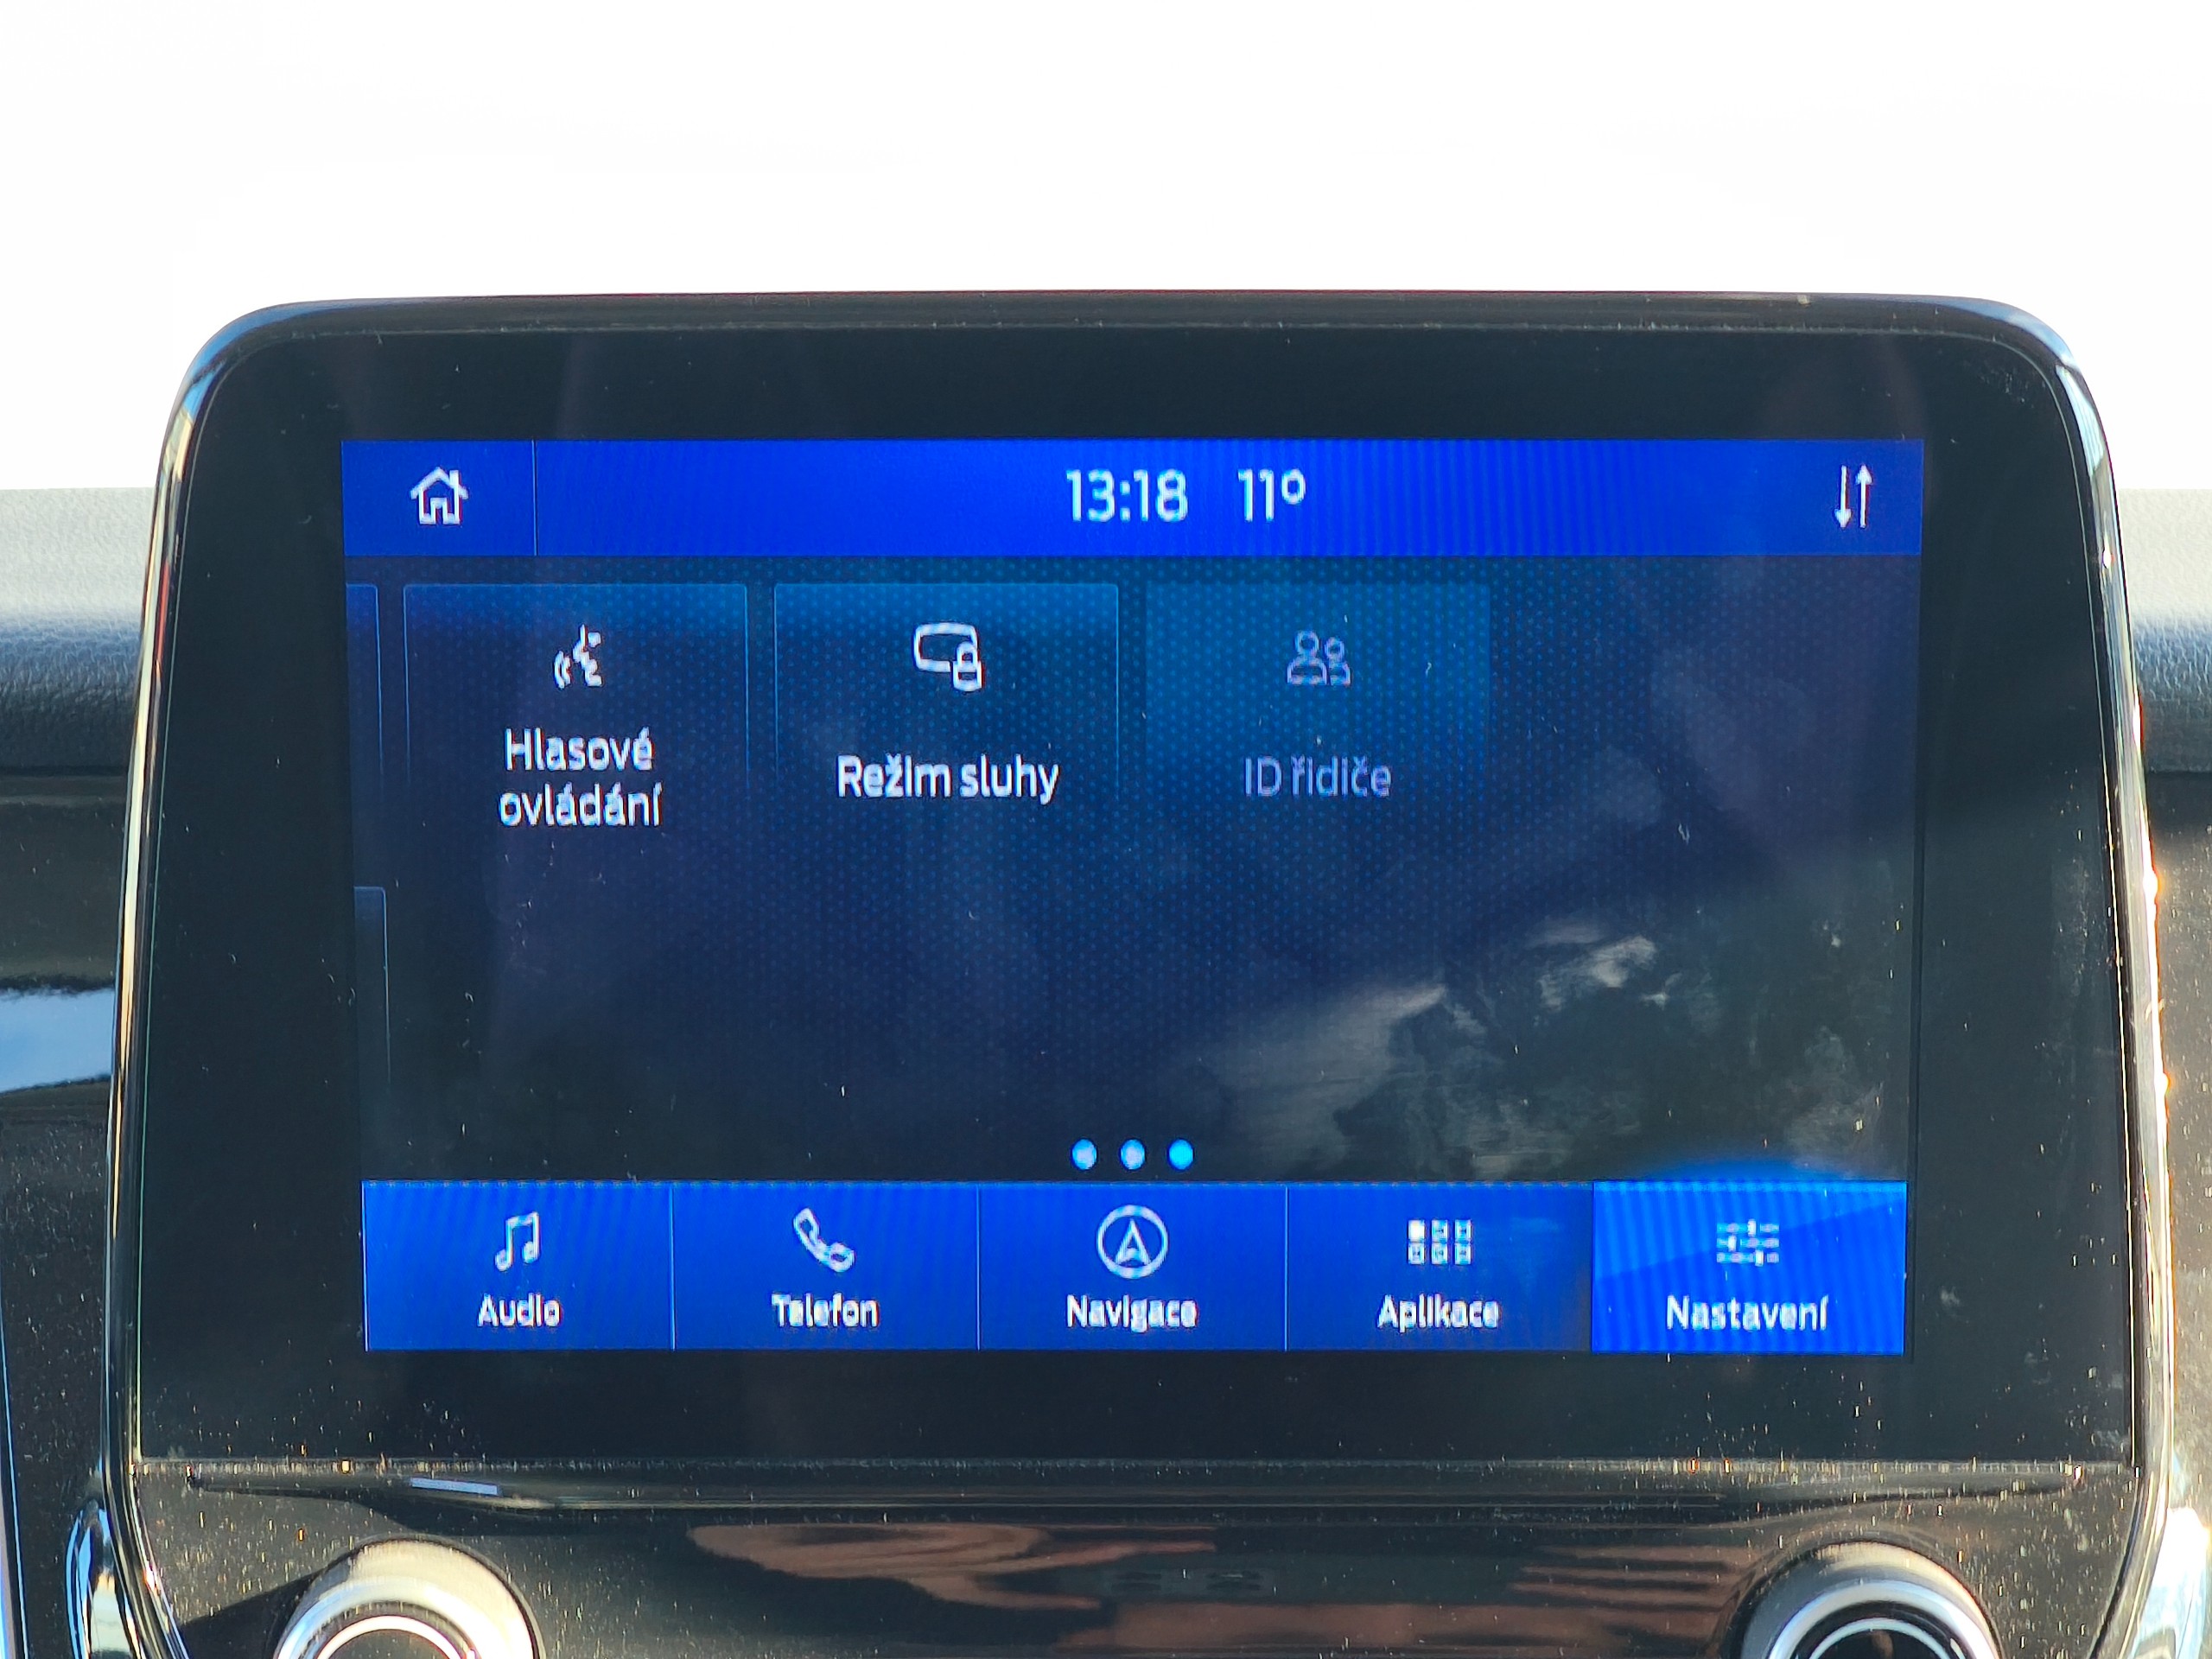 13:18 11°
Hlasové
ovládání
Režim sluhy
ID řidiče
Audio
Telefon
Navigace
Aplikace
Nastavení